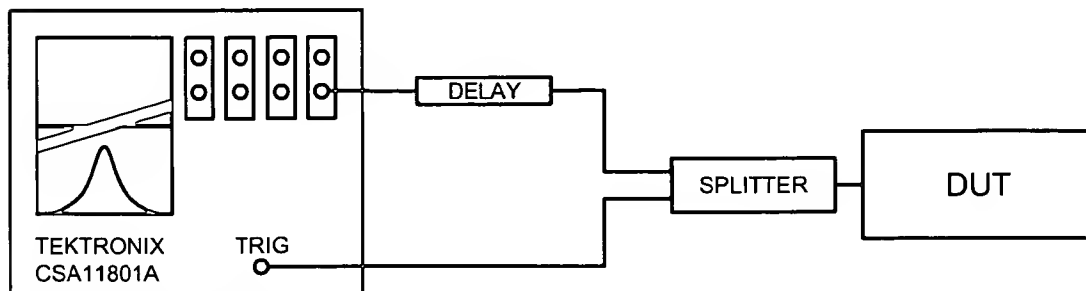 DELAY
SPLITTER
DUT
TEKTRONIX
CSA11801A
TRIG